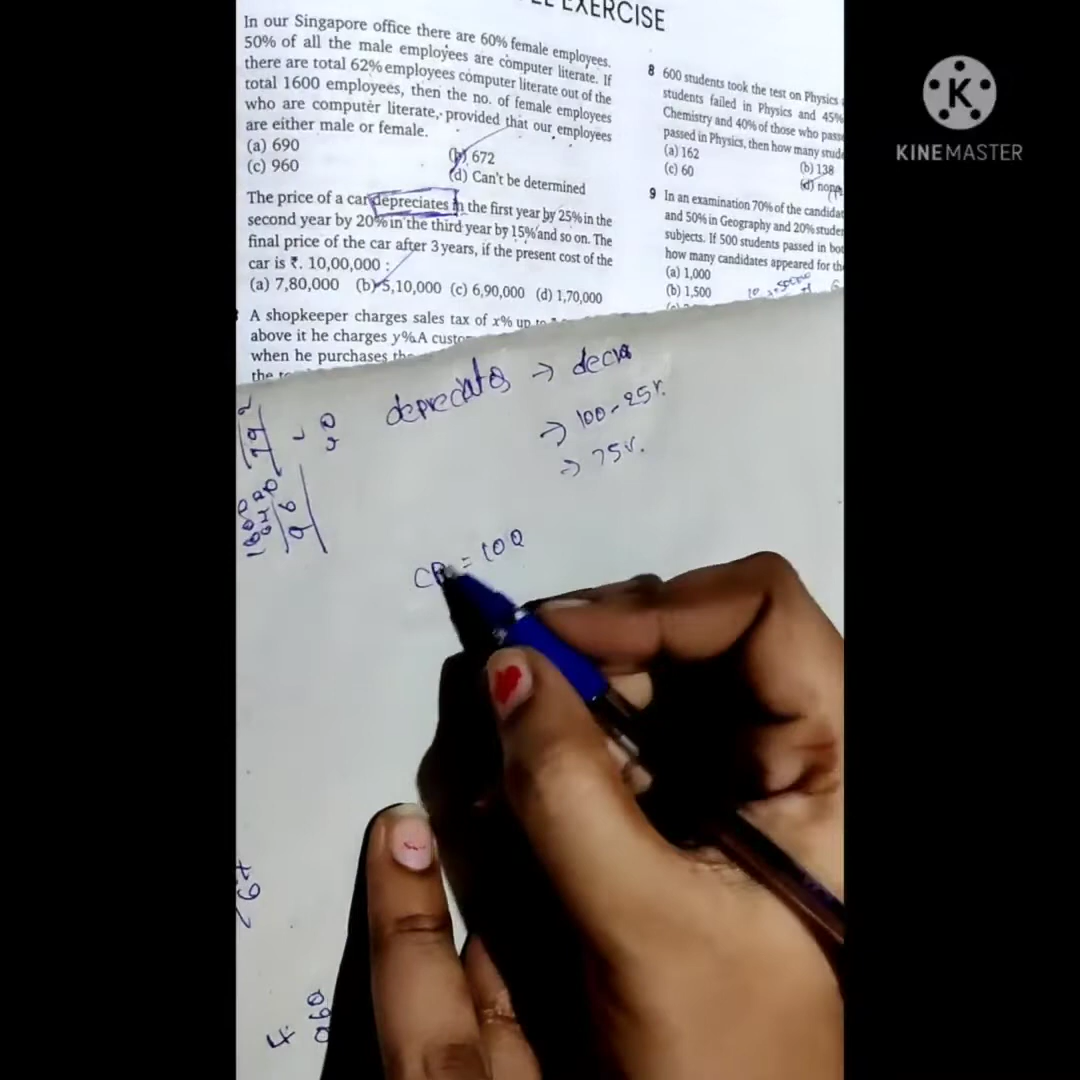 EXERCISE
In our Singapore office there are 60% female employees.
50% of all the male employees are computer literate. If
there are total 62% employees computer literate out of the
total 1600 employees, then the no. of female employees
who are computer literate, provided that our employees
are either male or female.
(a) 690
(b) 672
(c) 960
(d) Can't be determined
The price of a car depreciates in the first year by 25% in the
second year by 20% in the third year by 15% and so on. The
final price of the car after 3 years, if the present cost of the
car is ₹. 10,00,000 :
(a) 7,80,000 (b) 5,10,000 (c) 6,90,000 (d) 1,70,000
A shopkeeper charges sales tax of x% up to
above it he charges y%.A custo
when he purchases the
the
8 600 students took the test on Physics
students failed in Physics and 45%
Chemistry and 40% of those who pass
passed in Physics, then how many stud
(a) 162
(b) 138
(c) 60
(d) none
9 In an examination 70% of the candidat
and 50% in Geography and 20% studen
subjects. If 500 students passed in bot
how many candidates appeared for th
(a) 1,000
(b) 1,500
depreciates → decre
⇒ 100 - 25%
⇒ 75%.
CP = 100
960
K
KINEMASTER